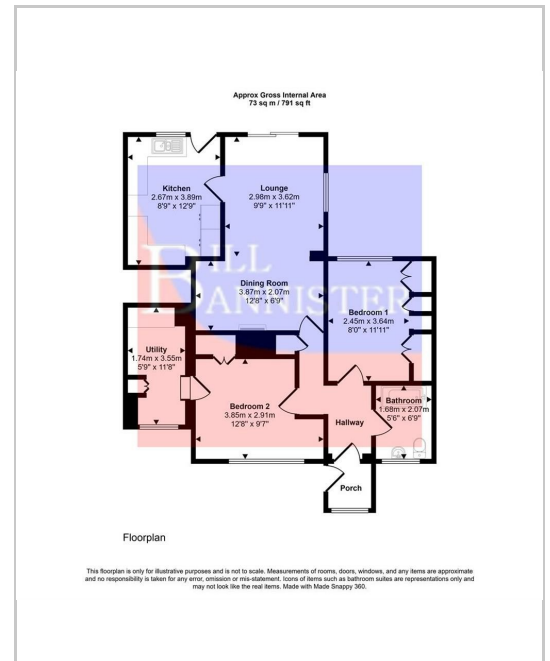 Approx Gross Internal Area
73 sq m / 791 sq ft
Kitchen
2.67m x 3.89m
8'9" x 12'9"
Lounge
2.98m x 3.62m
9'9" x 11'11"
BILL
BANNISTER
Dining Room
3.87m x 2.07m
12'8" x 6'9"
Bedroom 1
2.45m x 3.64m
8'0" x 11'11"
Utility
1.74m x 3.55m
5'9" x 11'8"
Bedroom 2
3.85m x 2.91m
12'8" x 9'7"
Bathroom
1.68m x 2.07m
5'6" x 6'9"
Hallway
Porch
Floorplan
This floorplan is only for illustrative purposes and is not to scale. Measurements of rooms, doors, windows, and any items are approximate
and no responsibility is taken for any error, omission or mis-statement. Icons of items such as bathroom suites are representations only and
may not look like the real items. Made with Made Snappy 360.